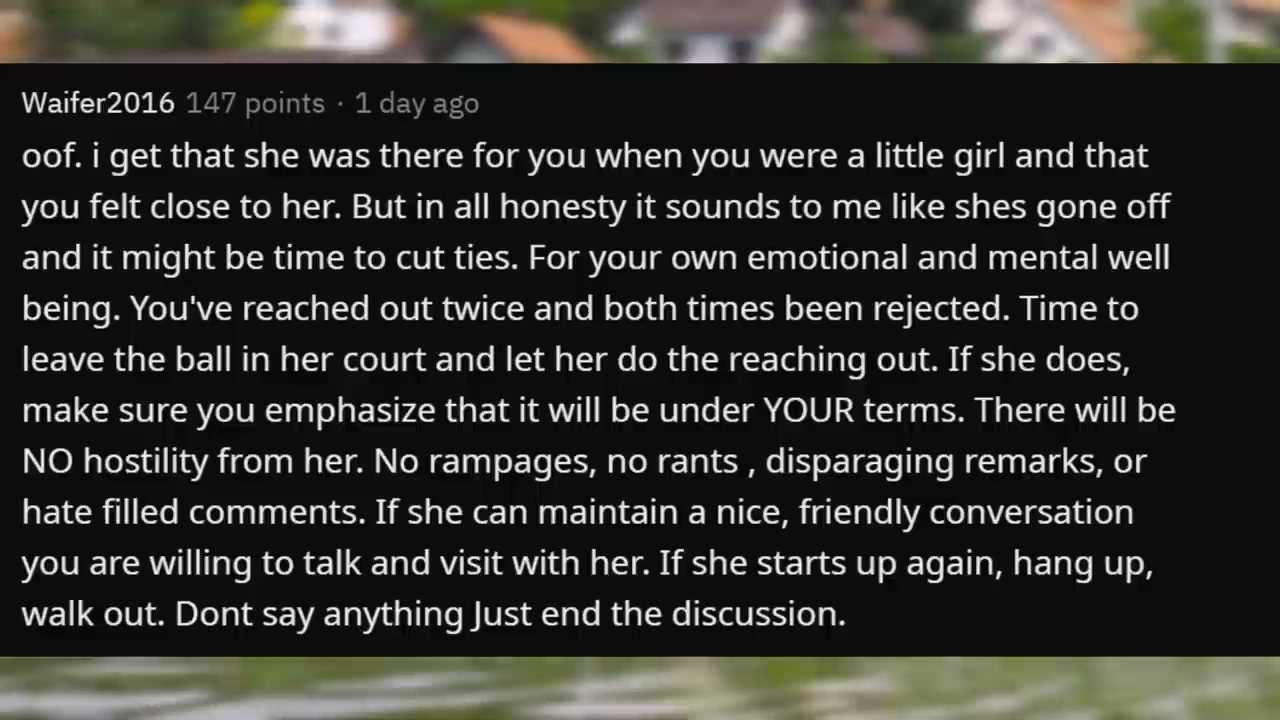 Waifer2016 147 points · 1 day ago
oof. i get that she was there for you when you were a little girl and that
you felt close to her. But in all honesty it sounds to me like shes gone off
and it might be time to cut ties. For your own emotional and mental well
being. You've reached out twice and both times been rejected. Time to
leave the ball in her court and let her do the reaching out. If she does,
make sure you emphasize that it will be under YOUR terms. There will be
NO hostility from her. No rampages, no rants , disparaging remarks, or
hate filled comments. If she can maintain a nice, friendly conversation
you are willing to talk and visit with her. If she starts up again, hang up,
walk out. Dont say anything Just end the discussion.